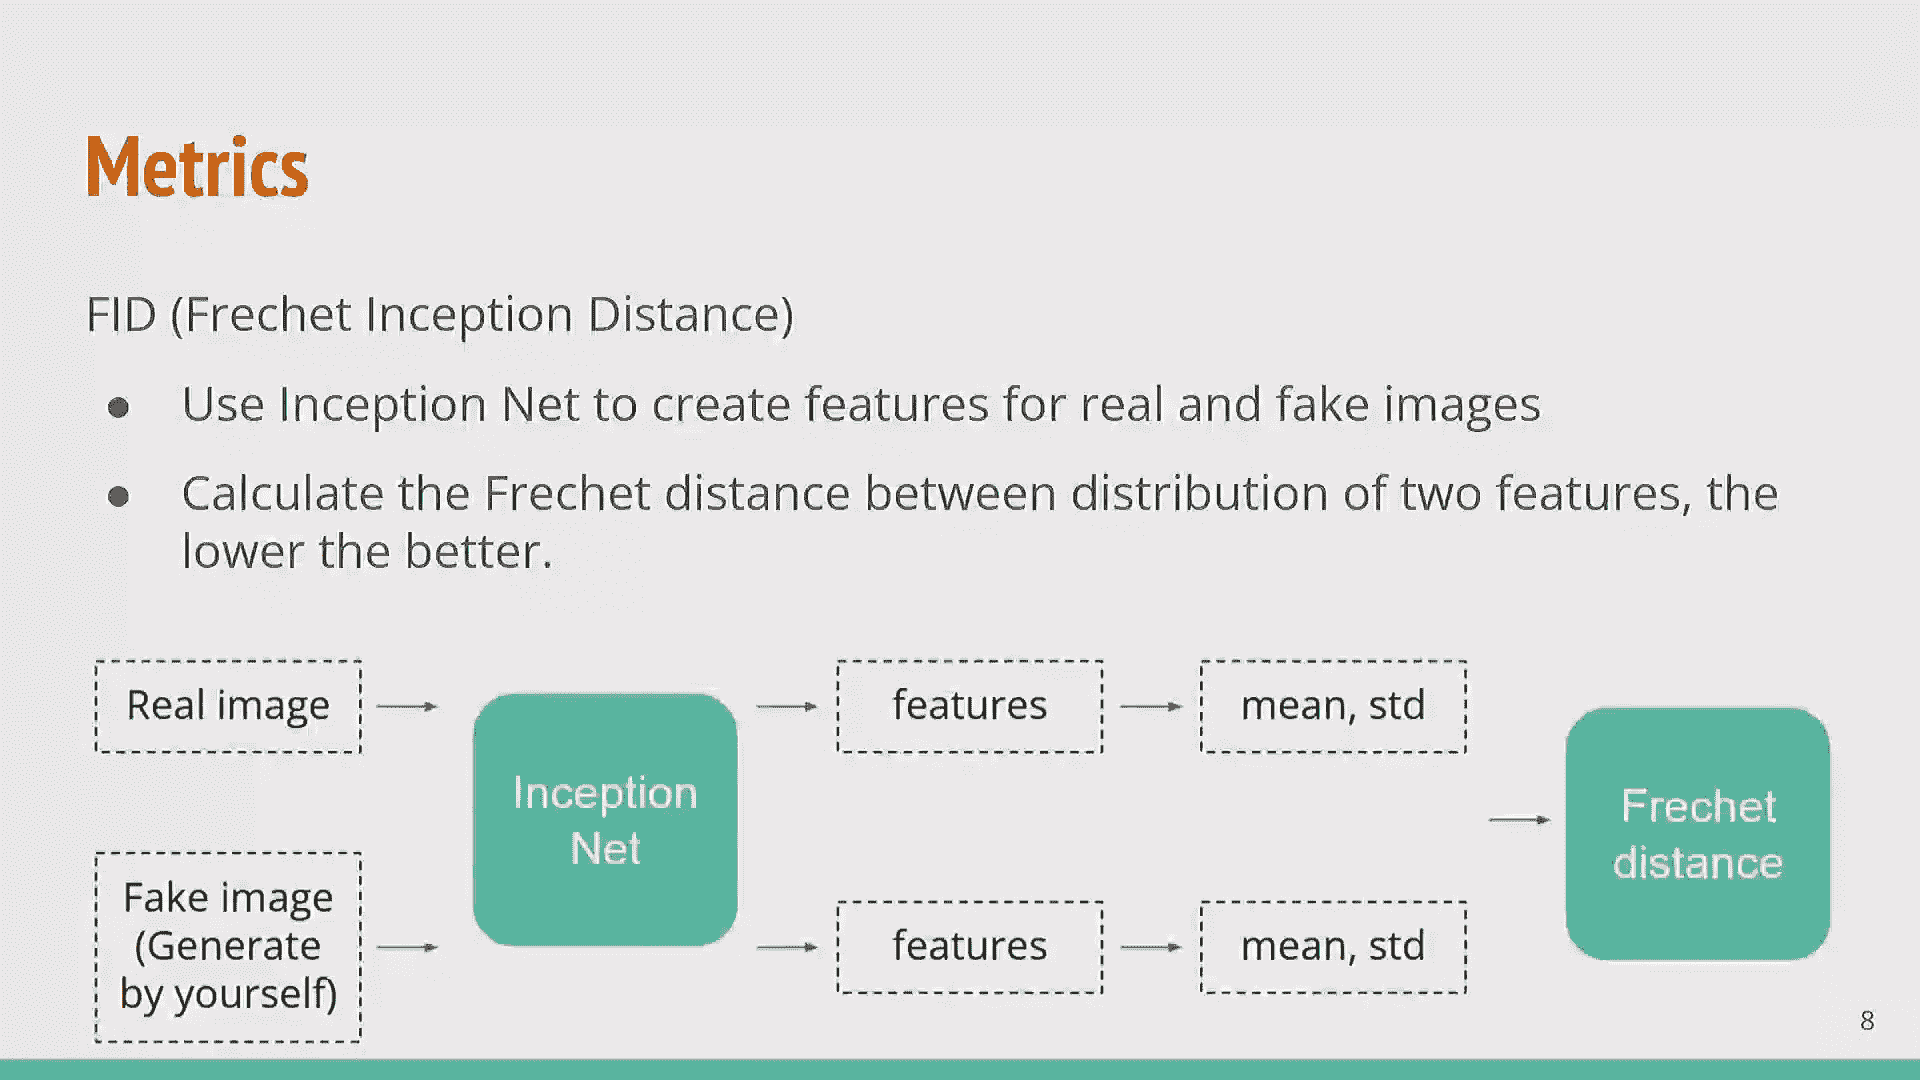 Metrics
FID (Frechet Inception Distance)
● Use Inception Net to create features for real and fake images
● Calculate the Frechet distance between distribution of two features, the
lower the better.
Real image
Inception
Net
features
mean, std
Frechet
distance
Fake image
(Generate
by yourself)
features
mean, std
8